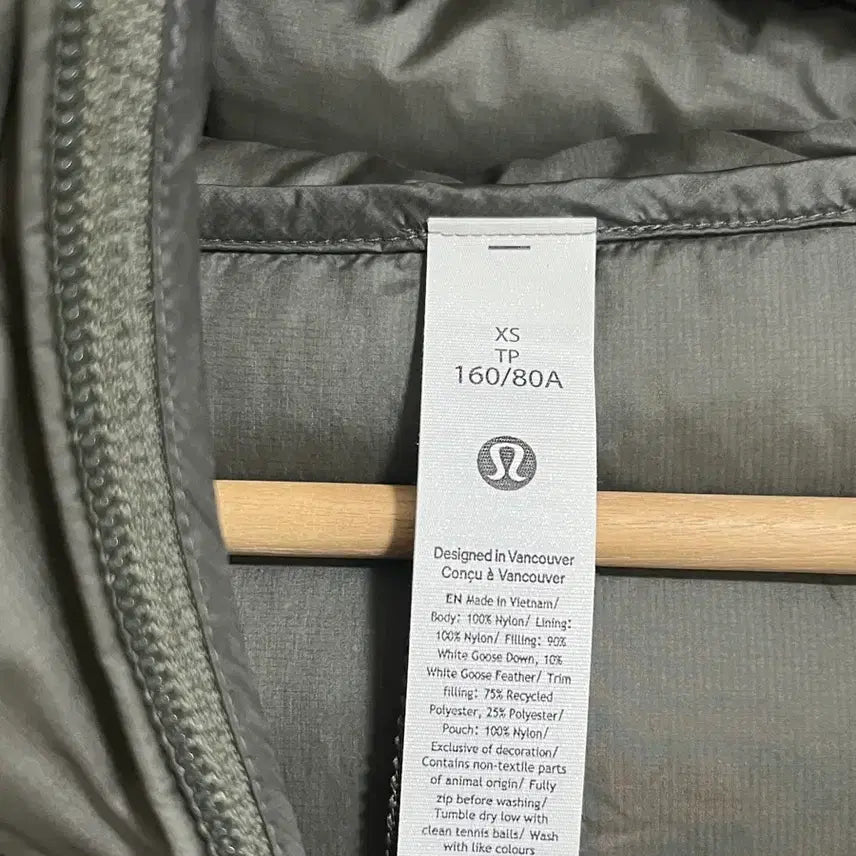 XS
TP
160/80A
Designed in Vancouver
Conçu à Vancouver
EN Made in Vietnam/
Body: 100% Nylon/ Lining:
100% Nylon/ Filling: 90%
White Goose Down, 10%
White Goose Feather/ Trim
filling: 75% Recycled
Polyester, 25% Polyester/
Pouch: 100% Nylon/
Exclusive of decoration/
Contains non-textile parts
of animal origin/ Fully
zip before washing/
Tumble dry low with
clean tennis balls/ Wash
with like colours